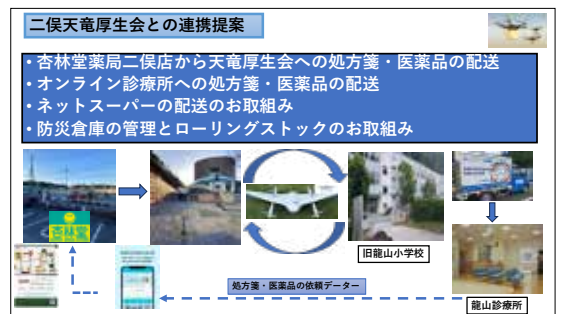 二俣天竜厚生会との連携提案
・杏林堂薬局二俣店から天竜厚生会への処方箋・医薬品の配送
・オンライン診療所への処方箋・医薬品の配送
・ネットスーパーの配送のお取組み
・防災倉庫の管理とローリングストックのお取組み
杏林堂
旧龍山小学校
処方箋・医薬品の依頼データー
龍山診療所